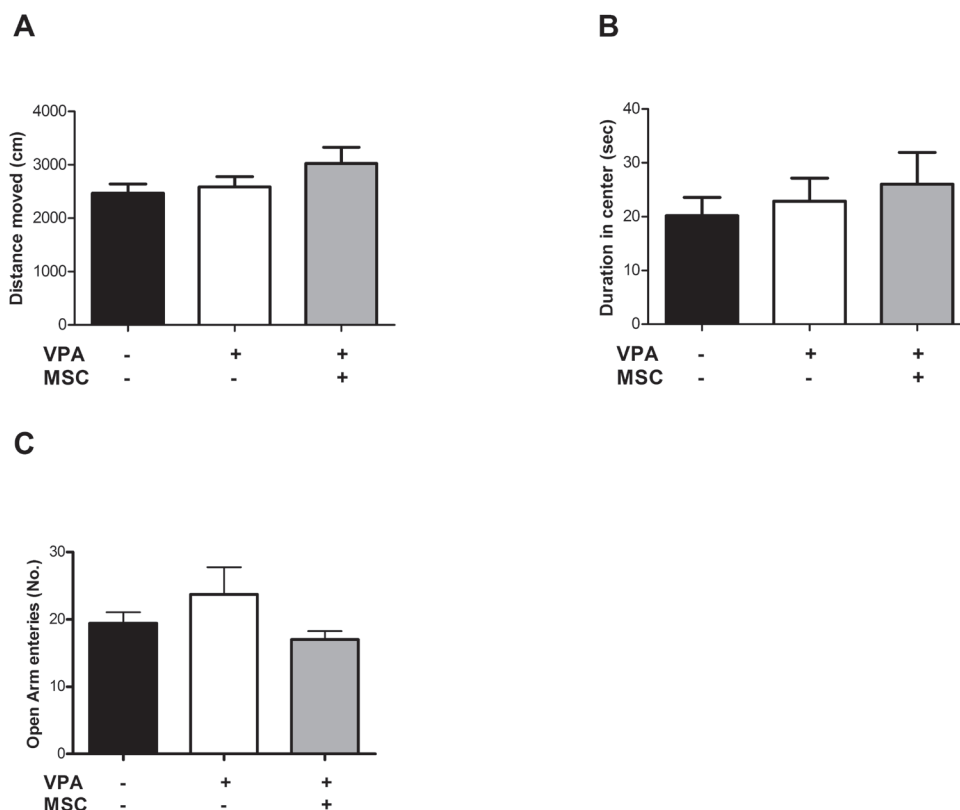 A
Distance moved (cm)
4000
3000
2000
1000
0
VPA - + +
MSC - - +
B
Duration in center (sec)
40
30
20
10
0
VPA - + +
MSC - - +
C
Open Arm enteries (No.)
30
20
10
0
VPA - + +
MSC - - +